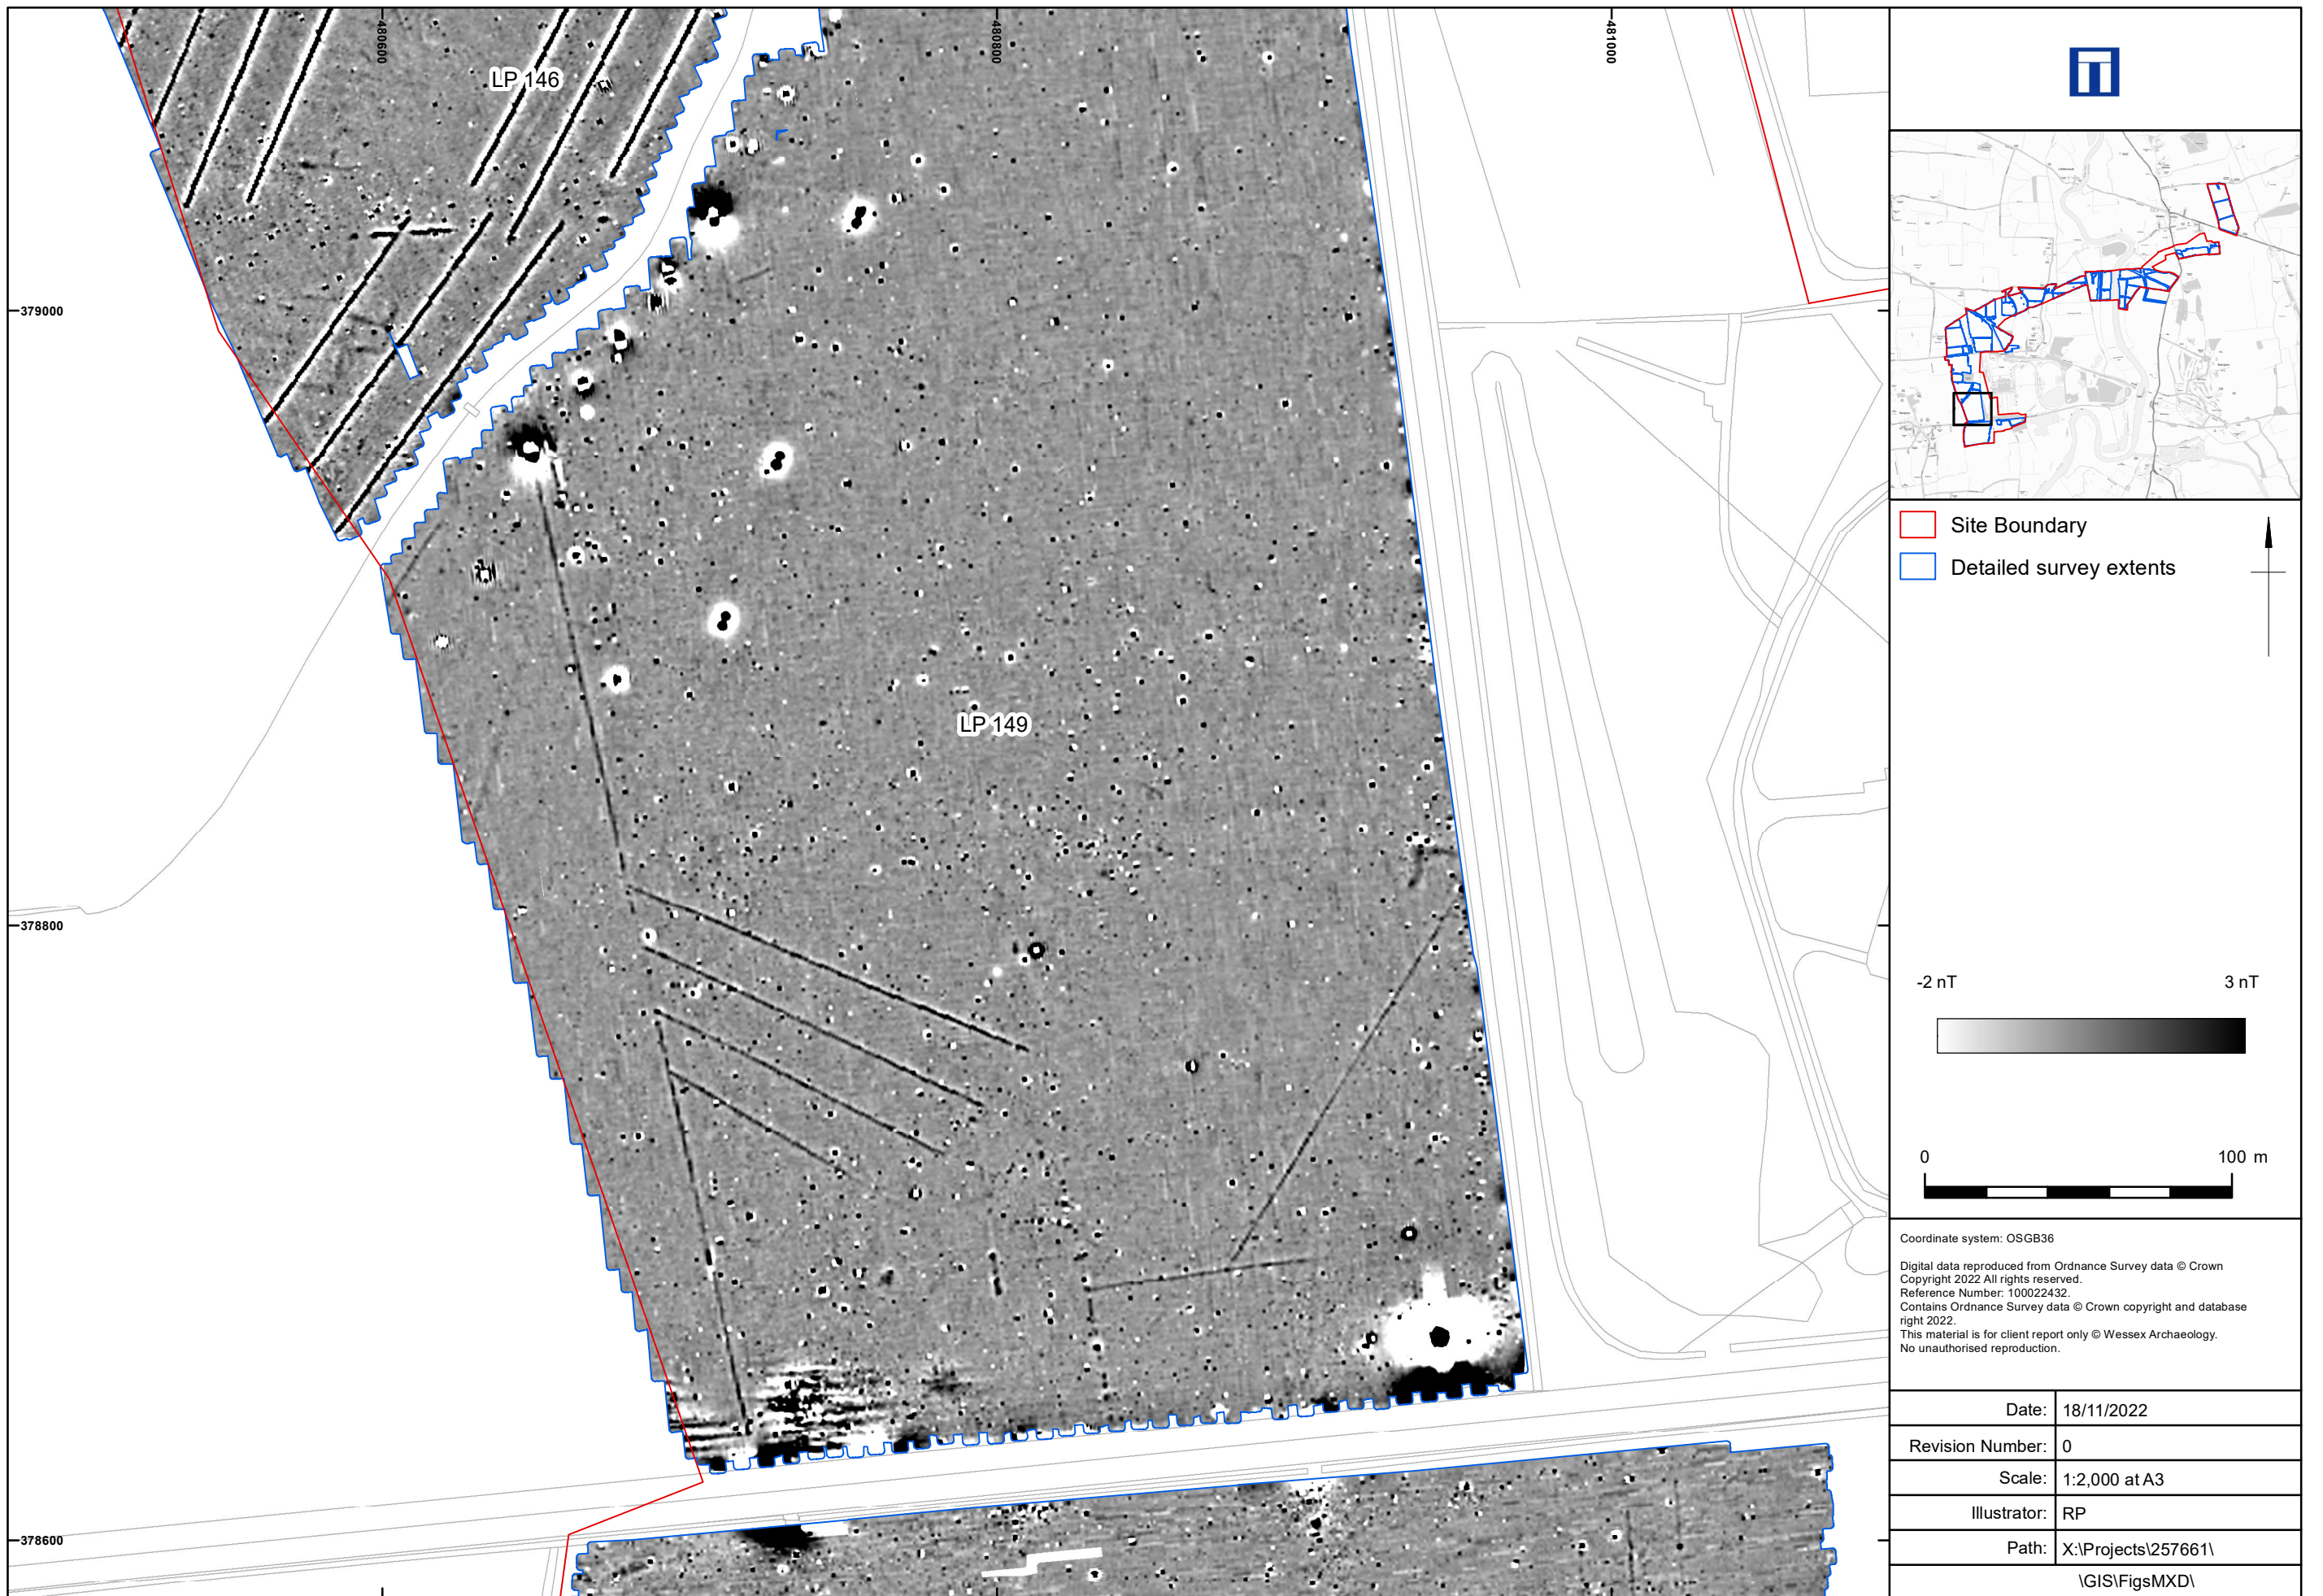 480600
480800
481000
LP 146
379000
LP 149
378800
378600
Site Boundary
Detailed survey extents
-2 nT 3 nT
0 100 m
Coordinate system: OSGB36
Digital data reproduced from Ordnance Survey data © Crown
Copyright 2022 All rights reserved.
Reference Number: 100022432.
Contains Ordnance Survey data © Crown copyright and database
right 2022.
This material is for client report only © Wessex Archaeology.
No unauthorised reproduction.
Date: 18/11/2022
Revision Number: 0
Scale: 1:2,000 at A3
Illustrator: RP
Path: X:\Projects\257661\
\GIS\FigsMXD\